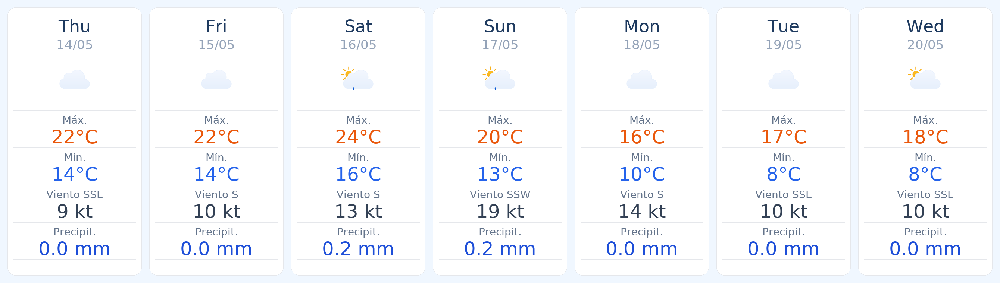 Thu
14/05
Máx.
22°C
Mín.
14°C
Viento SSE
9 kt
Precipit.
0.0 mm
Fri
15/05
Máx.
22°C
Mín.
14°C
Viento S
10 kt
Precipit.
0.0 mm
Sat
16/05
Máx.
24°C
Mín.
16°C
Viento S
13 kt
Precipit.
0.2 mm
Sun
17/05
Máx.
20°C
Mín.
13°C
Viento SSW
19 kt
Precipit.
0.2 mm
Mon
18/05
Máx.
16°C
Mín.
10°C
Viento S
14 kt
Precipit.
0.0 mm
Tue
19/05
Máx.
17°C
Mín.
8°C
Viento SSE
10 kt
Precipit.
0.0 mm
Wed
20/05
Máx.
18°C
Mín.
8°C
Viento SSE
10 kt
Precipit.
0.0 mm